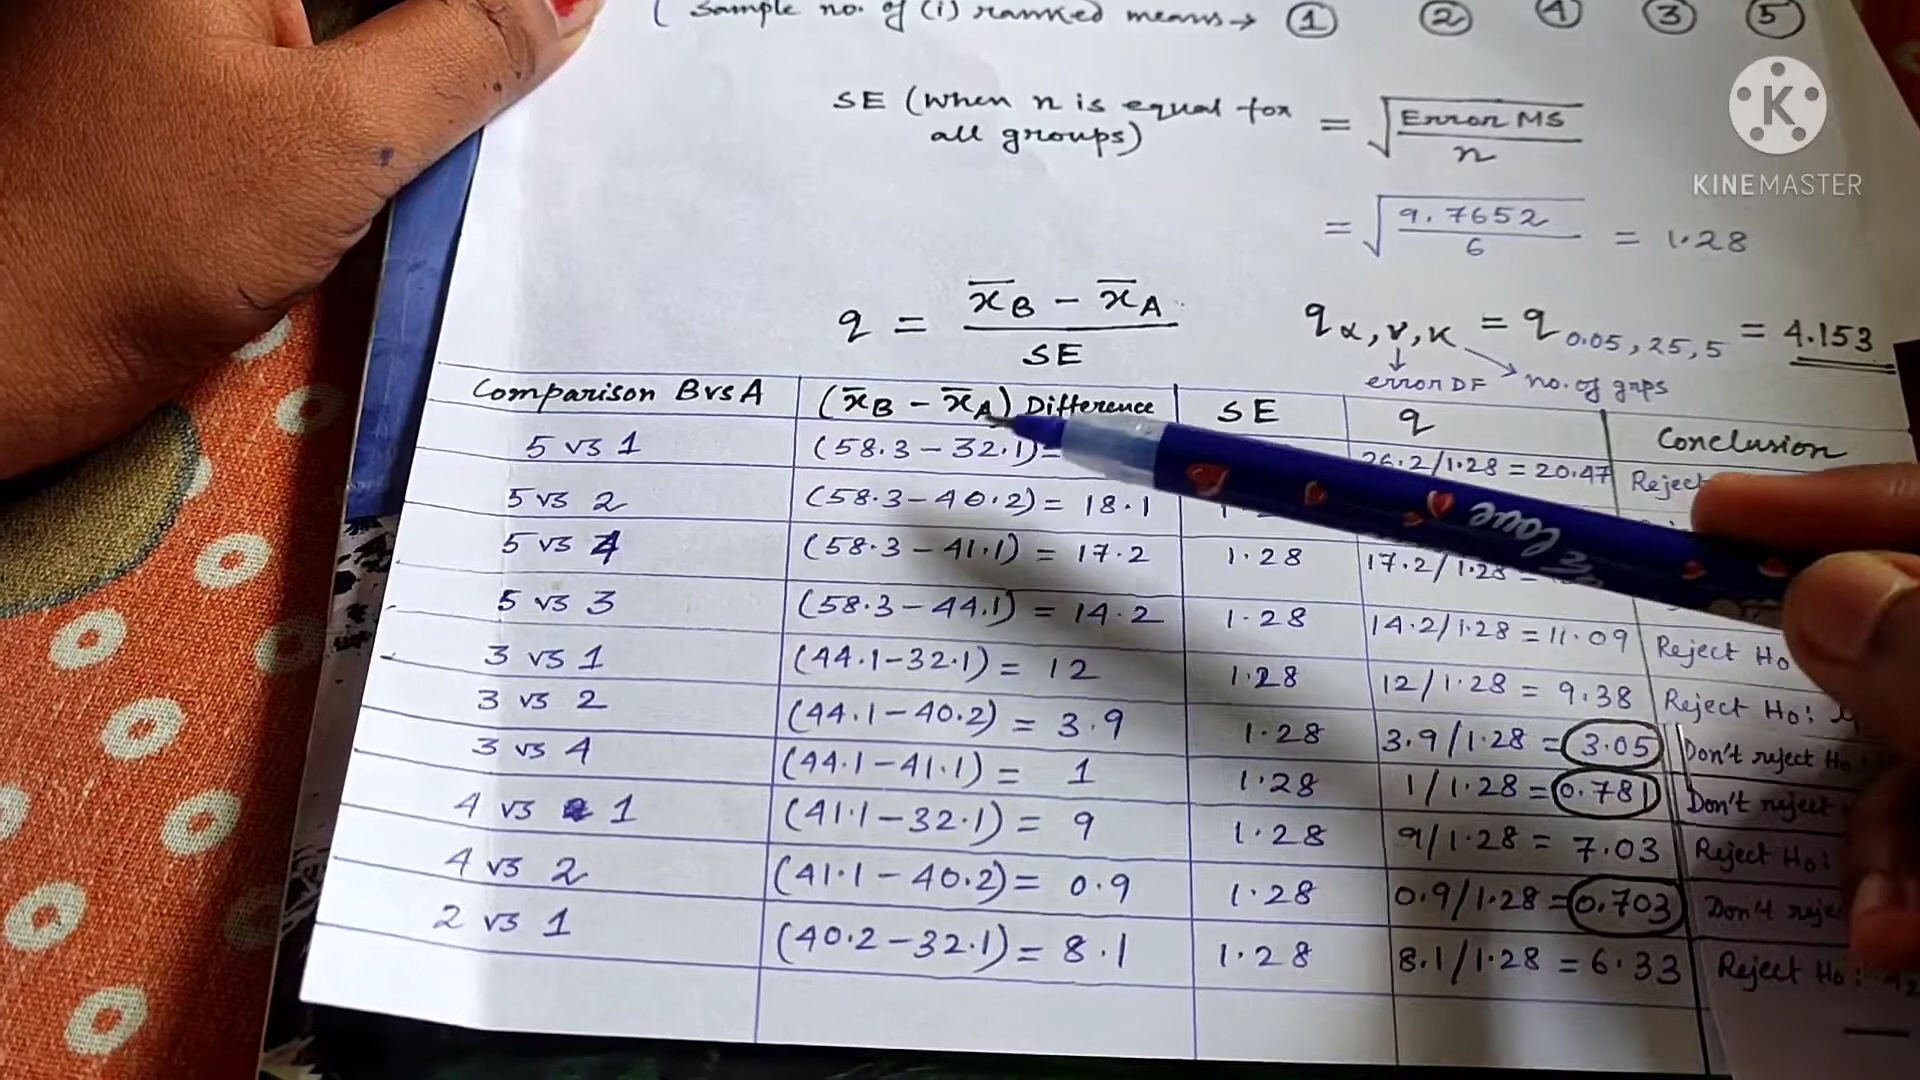 ( Sample no. of (i) ranked means → ① ② ④ ③ ⑤
SE (When n is equal for all groups) = √(Error MS / n)
= √(9.7652 / 6) = 1.28
q = (x̄B − x̄A) / SE
qα,ν,K = q0.05, 25, 5 = 4.153
error DF no. of grps
Comparison B vs A (x̄B − x̄A) Difference SE q Conclusion
5 vs 1 (58.3 − 32.1) = 26.2/1.28 = 20.47 Reject
5 vs 2 (58.3 − 40.2) = 18.1
5 vs 4 (58.3 − 41.1) = 17.2 1.28 17.2/1.28 =
5 vs 3 (58.3 − 44.1) = 14.2 1.28 14.2/1.28 = 11.09 Reject Ho
3 vs 1 (44.1 − 32.1) = 12 1.28 12/1.28 = 9.38 Reject Ho:
3 vs 2 (44.1 − 40.2) = 3.9 1.28 3.9/1.28 = 3.05 Don't reject Ho
3 vs 4 (44.1 − 41.1) = 1 1.28 1/1.28 = 0.781 Don't reject
4 vs 1 (41.1 − 32.1) = 9 1.28 9/1.28 = 7.03 Reject Ho:
4 vs 2 (41.1 − 40.2) = 0.9 1.28 0.9/1.28 = 0.703 Don't
2 vs 1 (40.2 − 32.1) = 8.1 1.28 8.1/1.28 = 6.33 Reject Ho:
love
K
KINEMASTER